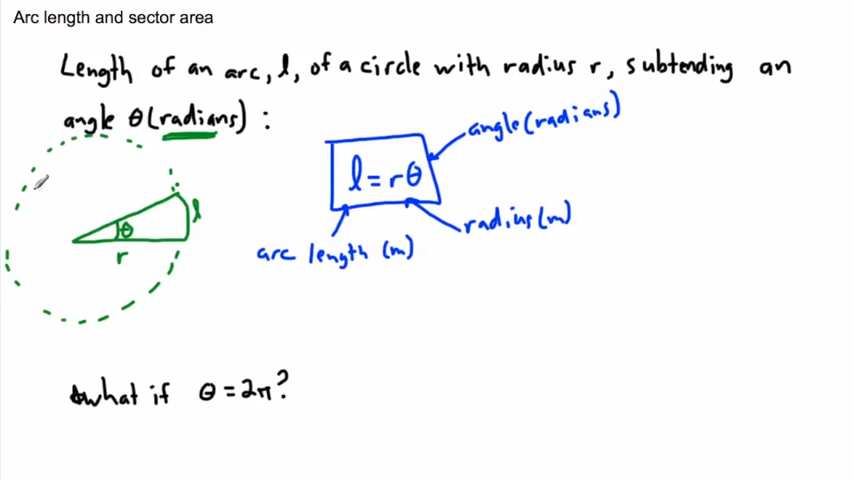 Arc length and sector area
Length of an arc, l, of a circle with radius r, subtending an
angle θ (radians) :
angle (radians)
l = rθ
radius (m)
arc length (m)
θ
l
r
what if θ = 2π?